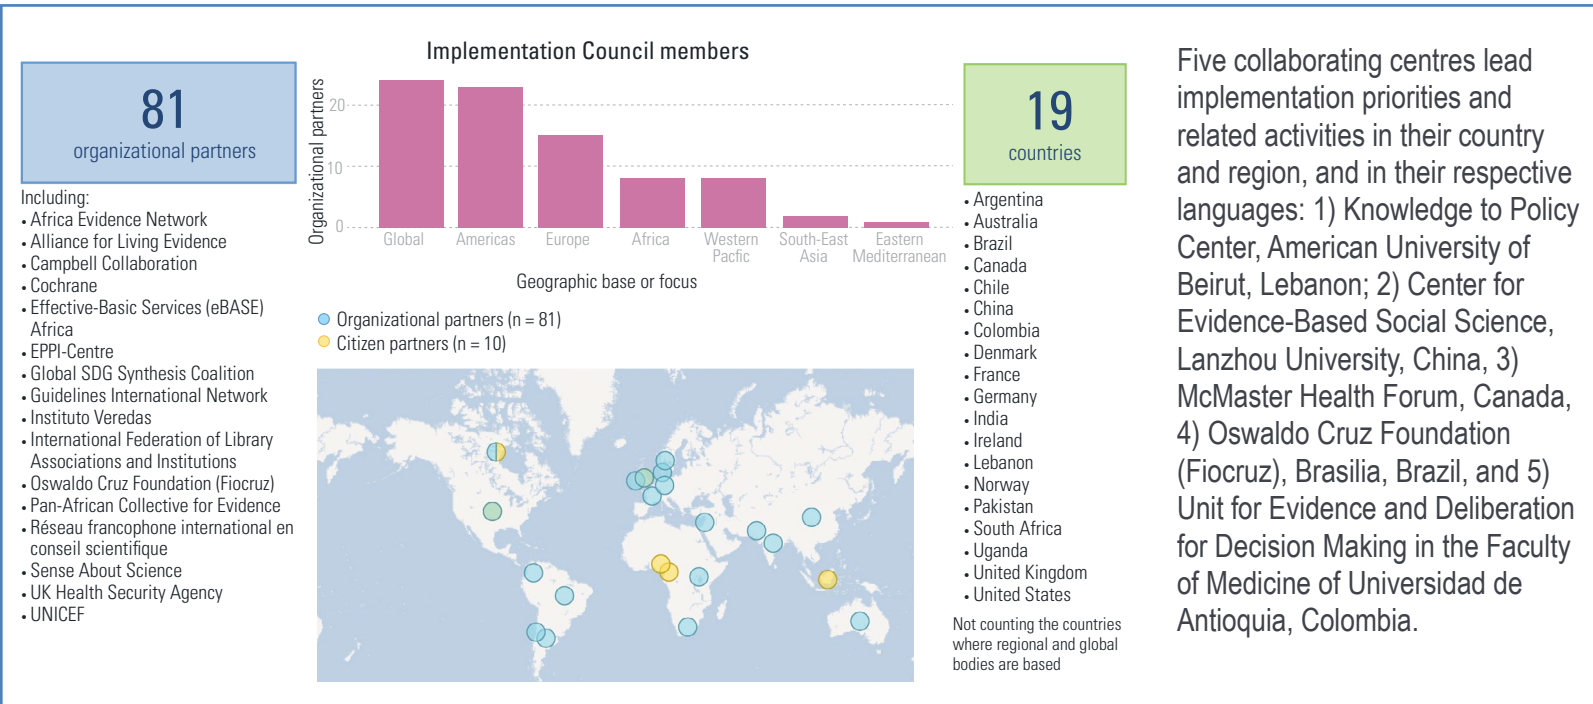 81
organizational partners
Including:
• Africa Evidence Network
• Alliance for Living Evidence
• Campbell Collaboration
• Cochrane
• Effective-Basic Services (eBASE)
Africa
• EPPI-Centre
• Global SDG Synthesis Coalition
• Guidelines International Network
• Instituto Veredas
• International Federation of Library
Associations and Institutions
• Oswaldo Cruz Foundation (Fiocruz)
• Pan-African Collective for Evidence
• Réseau francophone international en
conseil scientifique
• Sense About Science
• UK Health Security Agency
• UNICEF
Implementation Council members
Organizational partners
20
10
0
Global
Americas
Europe
Africa
Western
Pacfic
South-East
Asia
Eastern
Mediterranean
Geographic base or focus
Organizational partners (n = 81)
Citizen partners (n = 10)
19
countries
• Argentina
• Australia
• Brazil
• Canada
• Chile
• China
• Colombia
• Denmark
• France
• Germany
• India
• Ireland
• Lebanon
• Norway
• Pakistan
• South Africa
• Uganda
• United Kingdom
• United States
Not counting the countries
where regional and global
bodies are based
Five collaborating centres lead
implementation priorities and
related activities in their country
and region, and in their respective
languages: 1) Knowledge to Policy
Center, American University of
Beirut, Lebanon; 2) Center for
Evidence-Based Social Science,
Lanzhou University, China, 3)
McMaster Health Forum, Canada,
4) Oswaldo Cruz Foundation
(Fiocruz), Brasilia, Brazil, and 5)
Unit for Evidence and Deliberation
for Decision Making in the Faculty
of Medicine of Universidad de
Antioquia, Colombia.